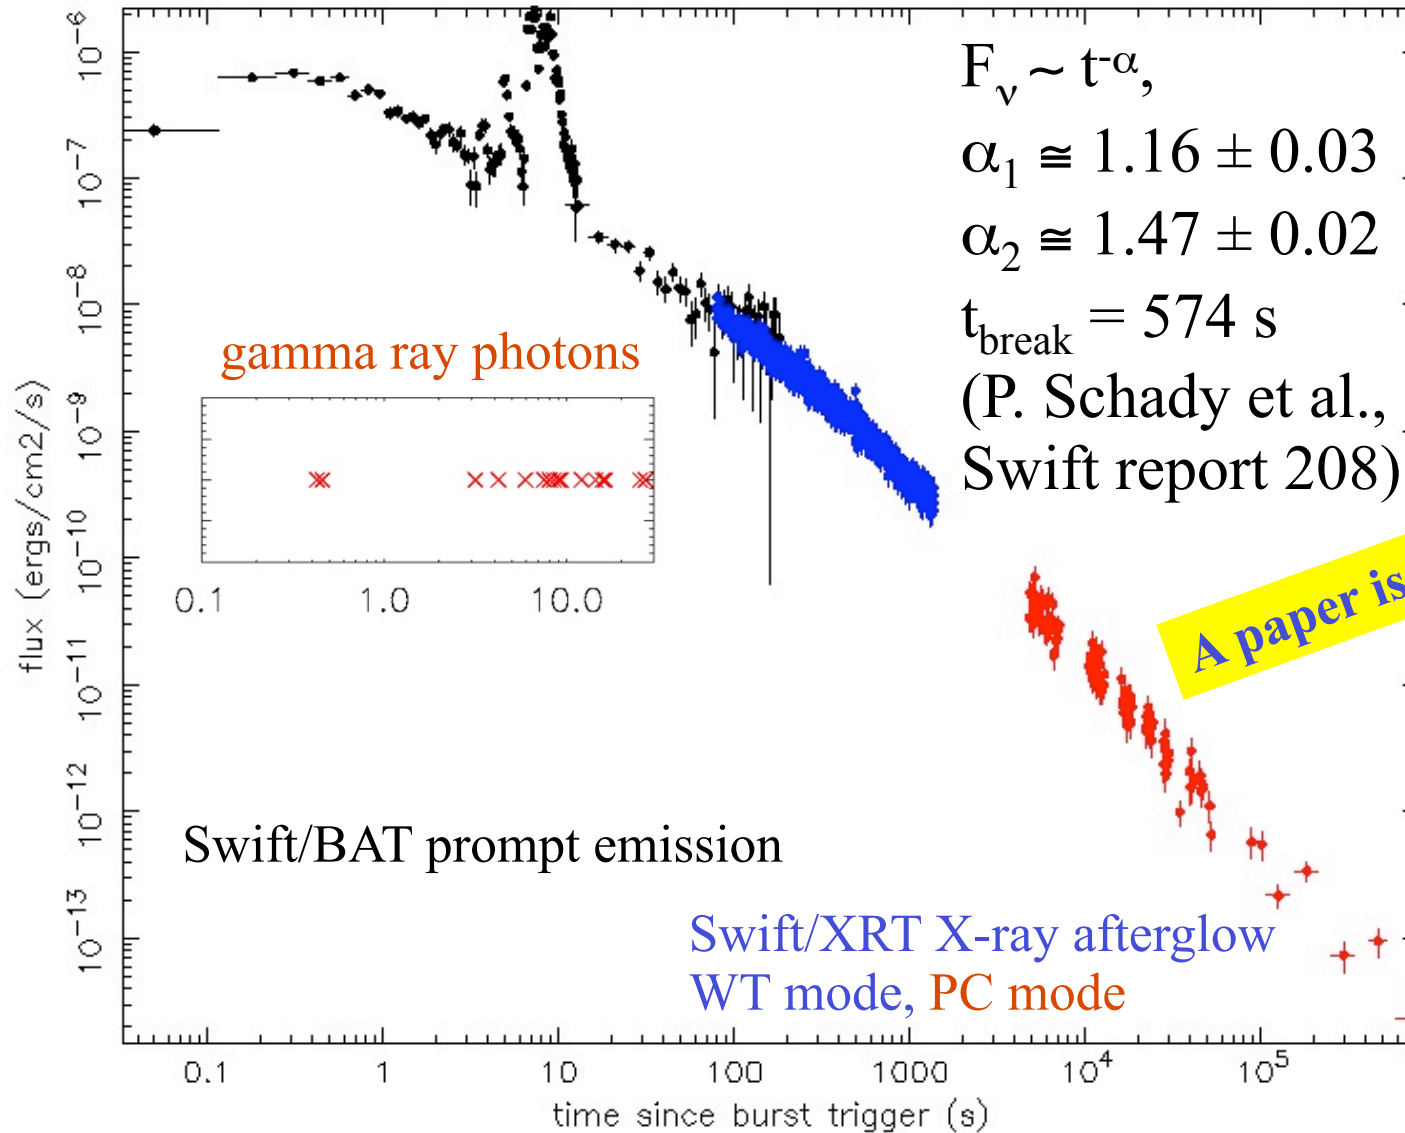 F_ν ~ t^-α,
α₁ ≅ 1.16 ± 0.03
α₂ ≅ 1.47 ± 0.02
t_break = 574 s
(P. Schady et al.,
Swift report 208)
gamma ray photons
0.1 1.0 10.0
A paper is
Swift/BAT prompt emission
Swift/XRT X-ray afterglow
WT mode, PC mode
flux (ergs/cm2/s)
10⁻⁶
10⁻⁷
10⁻⁸
10⁻⁹
10⁻¹⁰
10⁻¹¹
10⁻¹²
10⁻¹³
0.1 1 10 100 1000 10⁴ 10⁵
time since burst trigger (s)